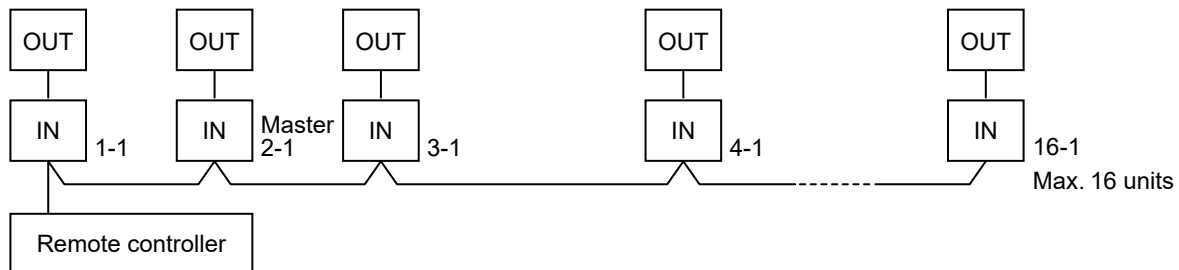 OUT OUT OUT OUT OUT
IN IN IN IN IN
1-1
Master
2-1
3-1
4-1
16-1
Max. 16 units
Remote controller